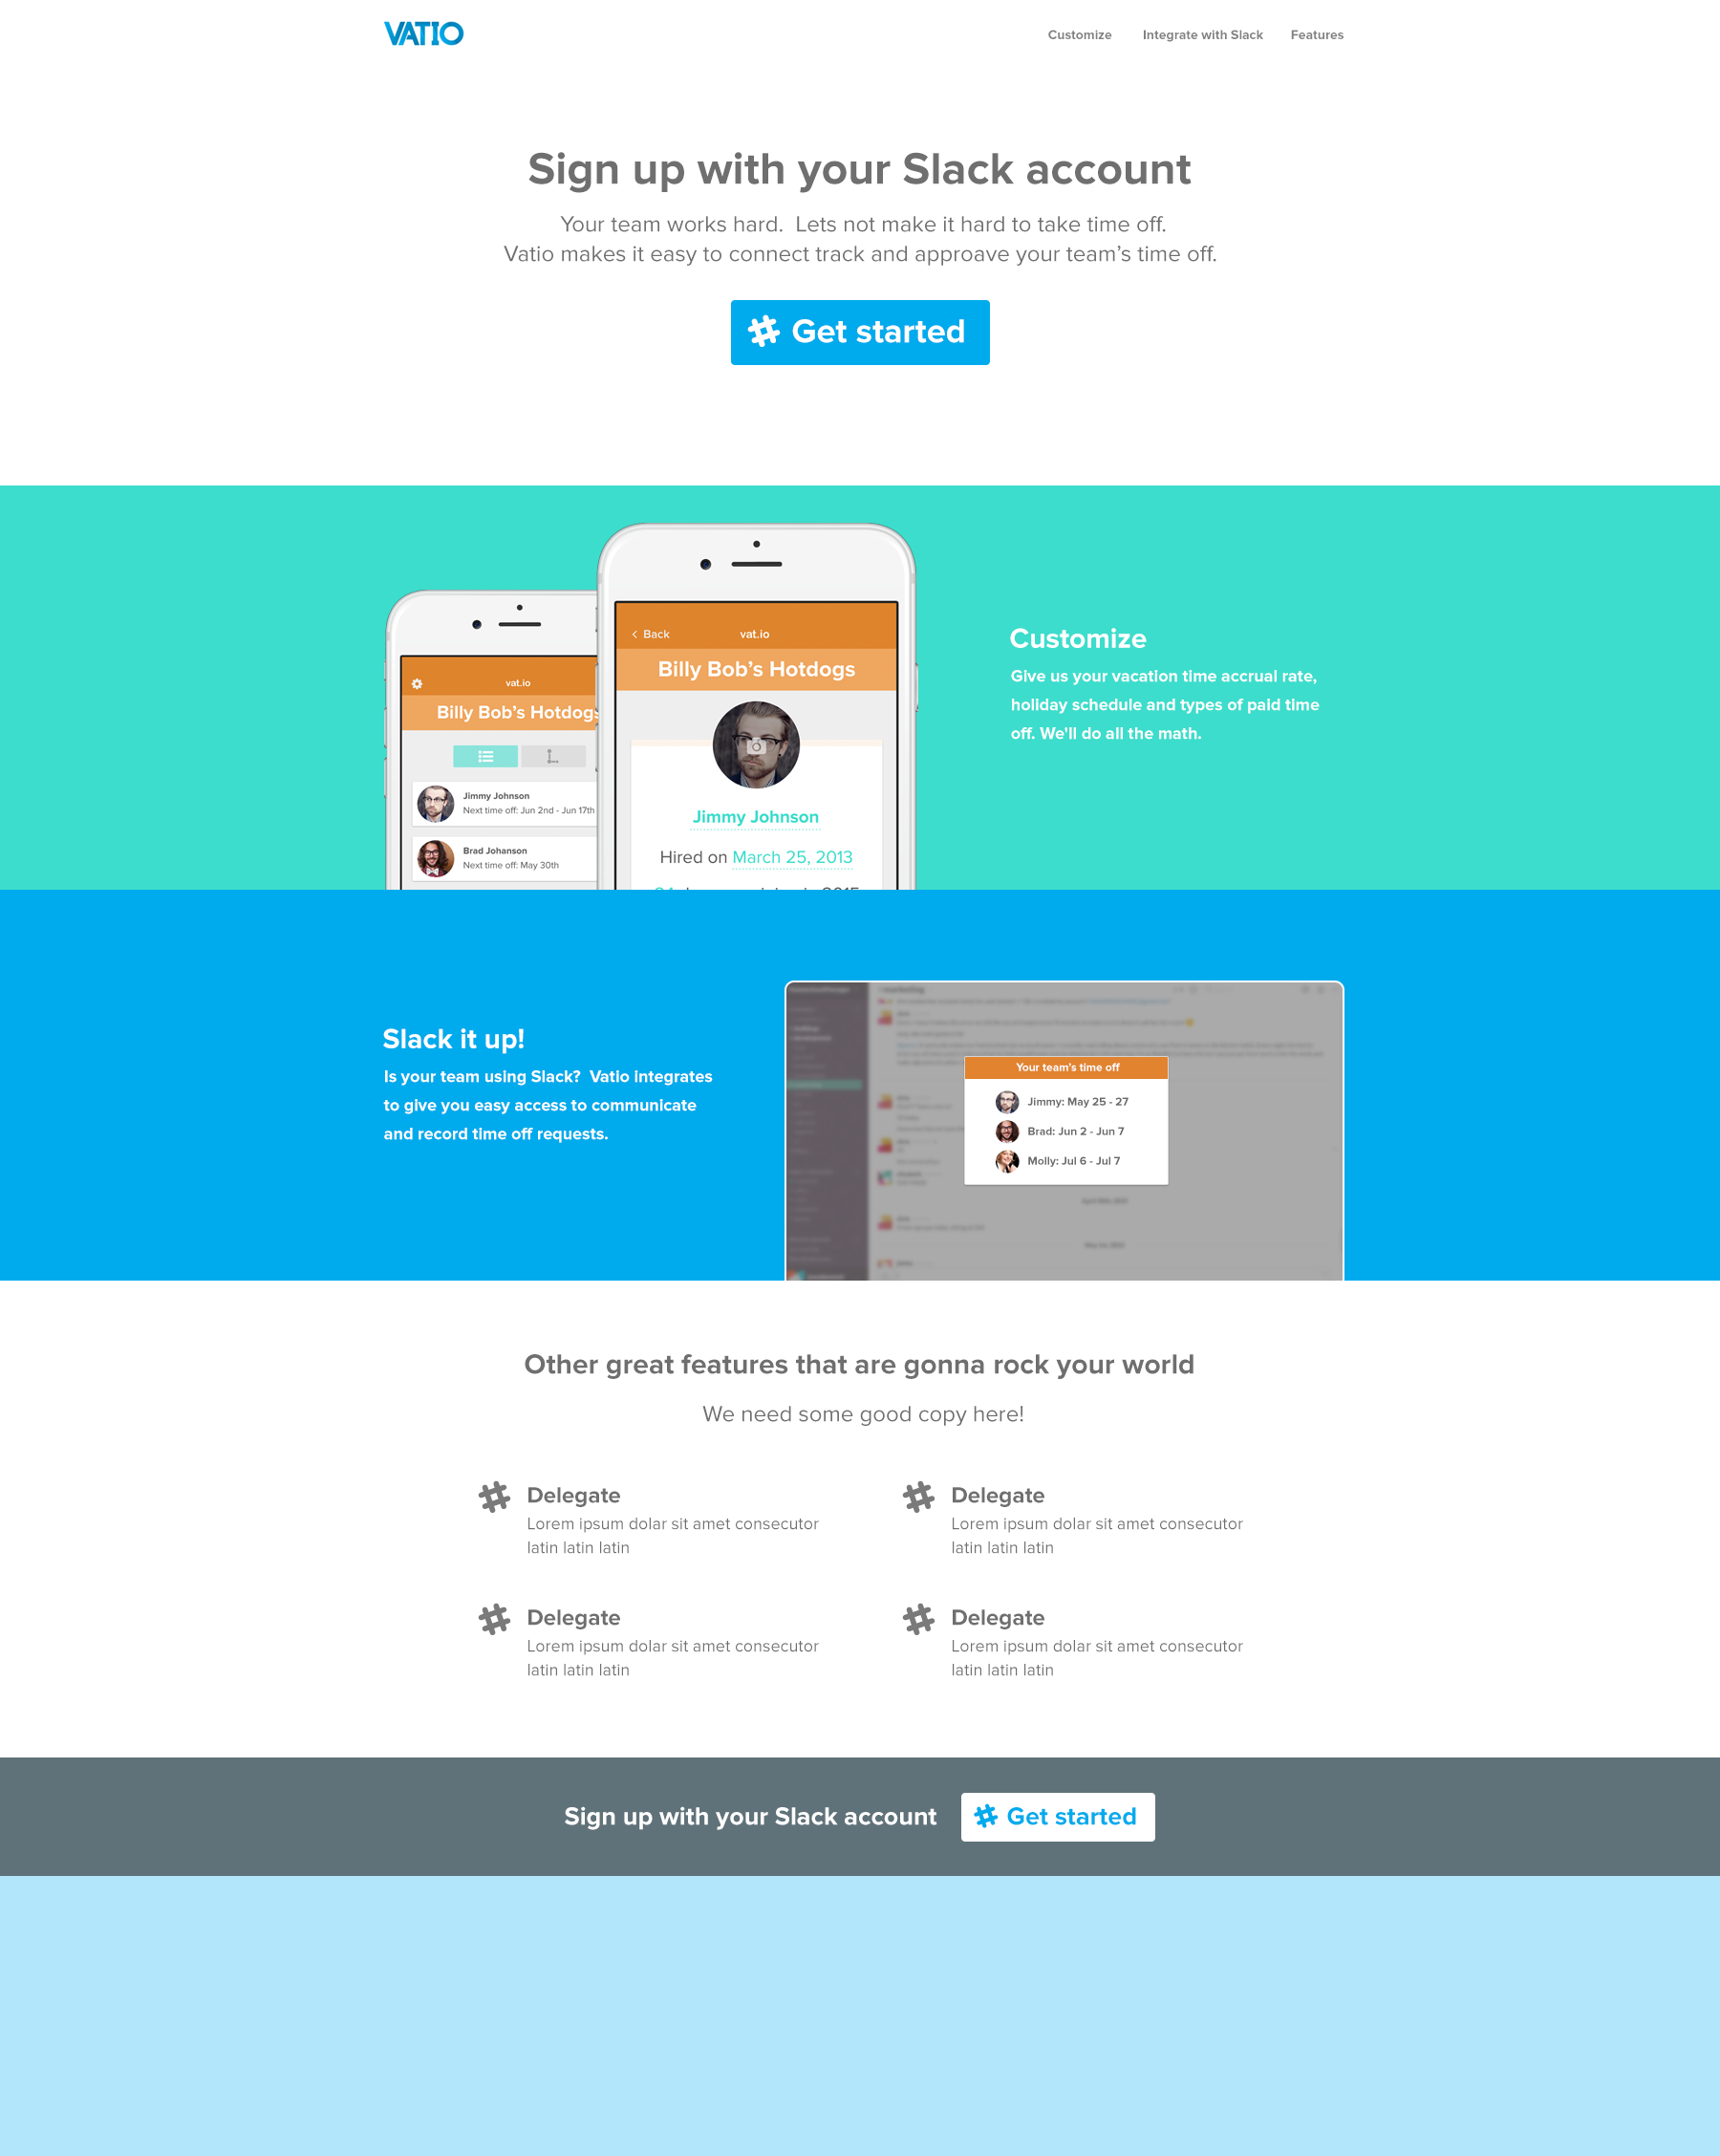 VATIO
Customize Integrate with Slack Features
Sign up with your Slack account
Your team works hard.  Lets not make it hard to take time off.
Vatio makes it easy to connect track and approave your team’s time off.
Get started
Back vat.io
Billy Bob’s Hotdogs
Jimmy Johnson
Hired on March 25, 2013
vat.io
Billy Bob’s Hotdogs
Jimmy Johnson
Next time off: Jun 2nd - Jun 17th
Brad Johanson
Next time off: May 30th
Customize
Give us your vacation time accrual rate,
holiday schedule and types of paid time
off. We'll do all the math.
Slack it up!
Is your team using Slack?  Vatio integrates
to give you easy access to communicate
and record time off requests.
Your team’s time off
Jimmy: May 25 - 27
Brad: Jun 2 - Jun 7
Molly: Jul 6 - Jul 7
Other great features that are gonna rock your world
We need some good copy here!
Delegate
Lorem ipsum dolar sit amet consecutor
latin latin latin
Delegate
Lorem ipsum dolar sit amet consecutor
latin latin latin
Delegate
Lorem ipsum dolar sit amet consecutor
latin latin latin
Delegate
Lorem ipsum dolar sit amet consecutor
latin latin latin
Sign up with your Slack account
Get started